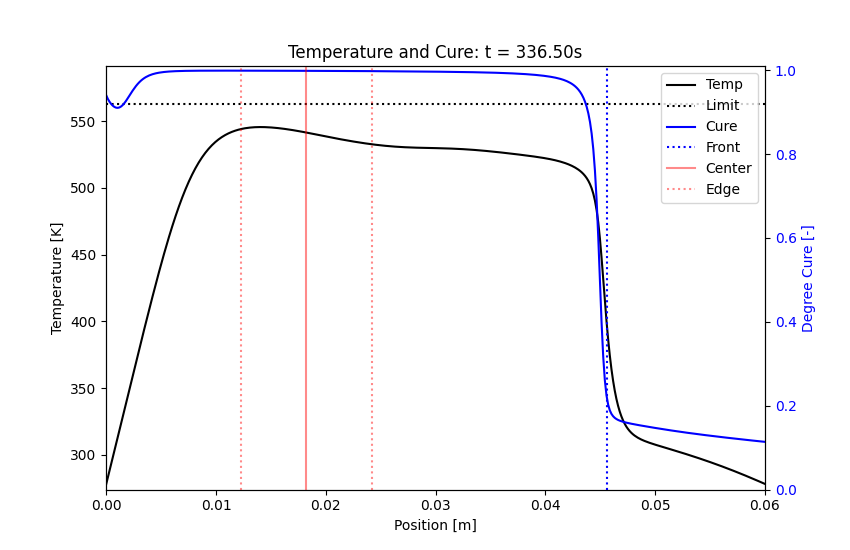 Temperature and Cure: t = 336.50s
Temperature [K]
550
500
450
400
350
300
0.00
0.01
0.02
0.03
0.04
0.05
0.06
Position [m]
Temp
Limit
Cure
Front
Center
Edge
1.0
0.8
0.6
0.4
0.2
0.0
Degree Cure [-]